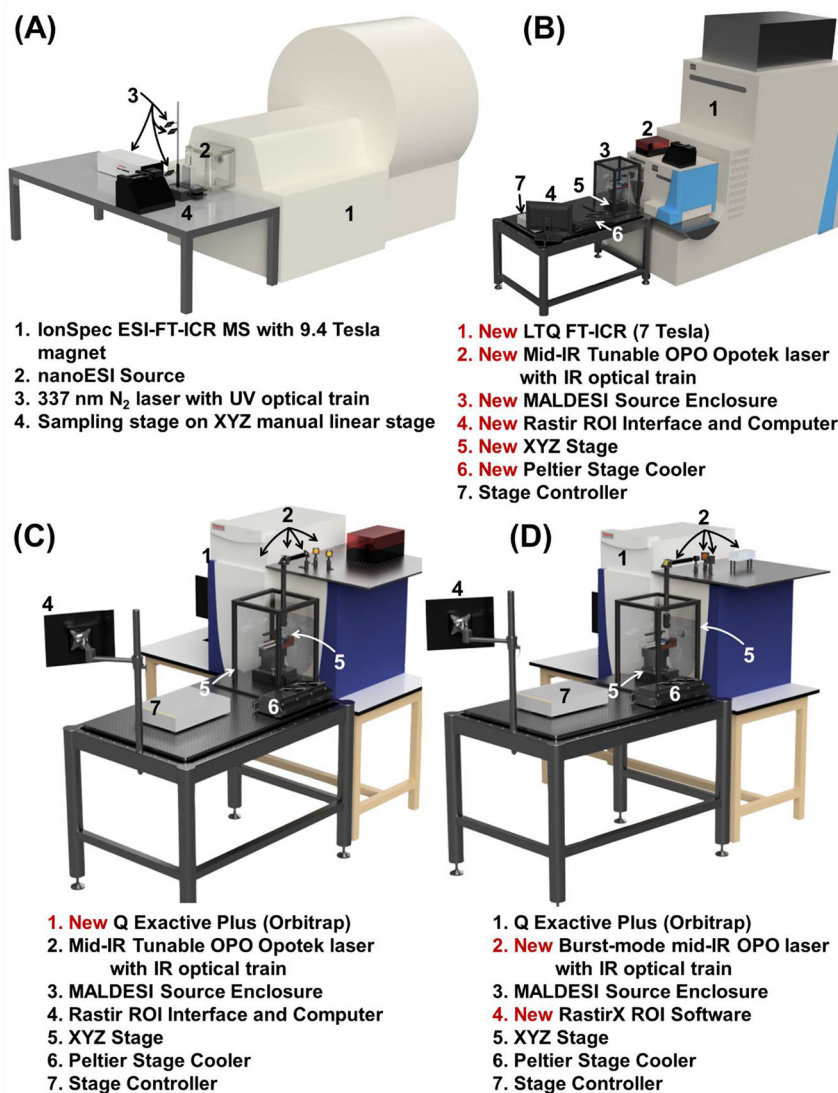 (A)
3
2
4
1
1. IonSpec ESI-FT-ICR MS with 9.4 Tesla
magnet
2. nanoESI Source
3. 337 nm N₂ laser with UV optical train
4. Sampling stage on XYZ manual linear stage
(B)
1
2
3
5
4
7
6
1. New LTQ FT-ICR (7 Tesla)
2. New Mid-IR Tunable OPO Opotek laser
with IR optical train
3. New MALDESI Source Enclosure
4. New Rastir ROI Interface and Computer
5. New XYZ Stage
6. New Peltier Stage Cooler
7. Stage Controller
(C)
2
1
4
5
5
6
7
1. New Q Exactive Plus (Orbitrap)
2. Mid-IR Tunable OPO Opotek laser
with IR optical train
3. MALDESI Source Enclosure
4. Rastir ROI Interface and Computer
5. XYZ Stage
6. Peltier Stage Cooler
7. Stage Controller
(D)
2
1
4
5
5
6
7
1. Q Exactive Plus (Orbitrap)
2. New Burst-mode mid-IR OPO laser
with IR optical train
3. MALDESI Source Enclosure
4. New RastirX ROI Software
5. XYZ Stage
6. Peltier Stage Cooler
7. Stage Controller